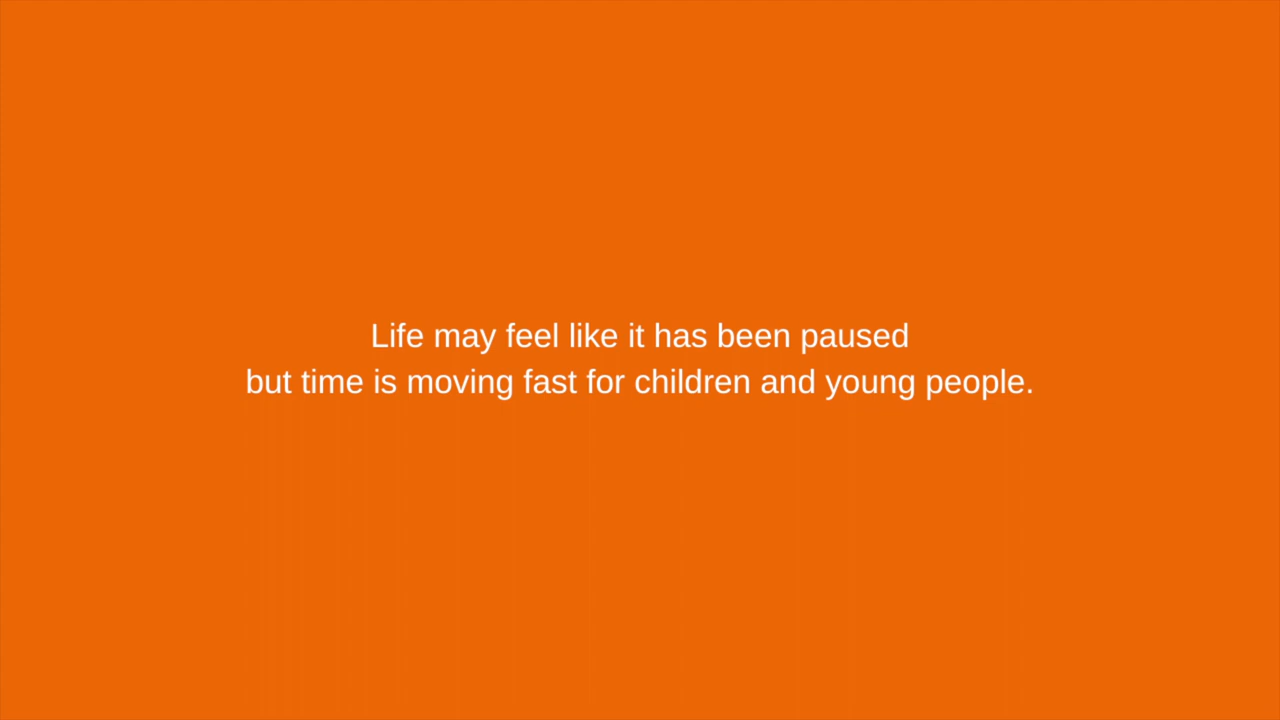 Life may feel like it has been paused
but time is moving fast for children and young people.